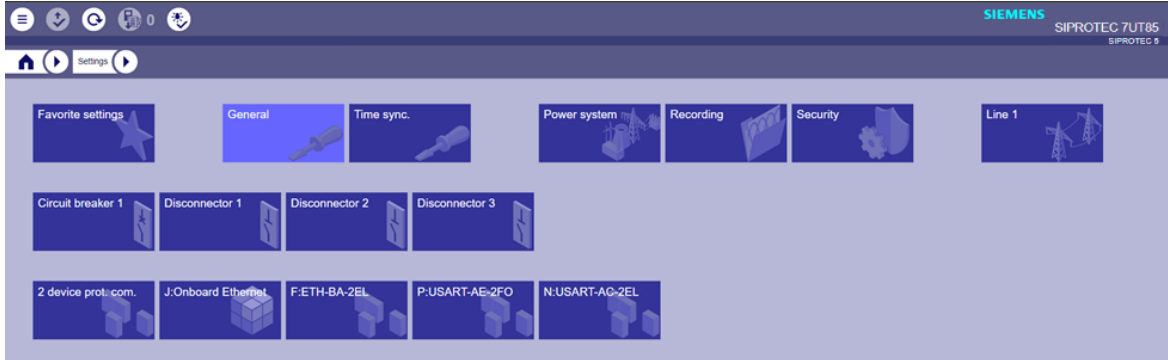 0
SIEMENS
SIPROTEC 7UT85
SIPROTEC 5
Settings
Favorite settings
General
Time sync.
Power system
Recording
Security
Line 1
Circuit breaker 1
Disconnector 1
Disconnector 2
Disconnector 3
2 device prot. com.
J:Onboard Ethernet
F:ETH-BA-2EL
P:USART-AE-2FO
N:USART-AC-2EL